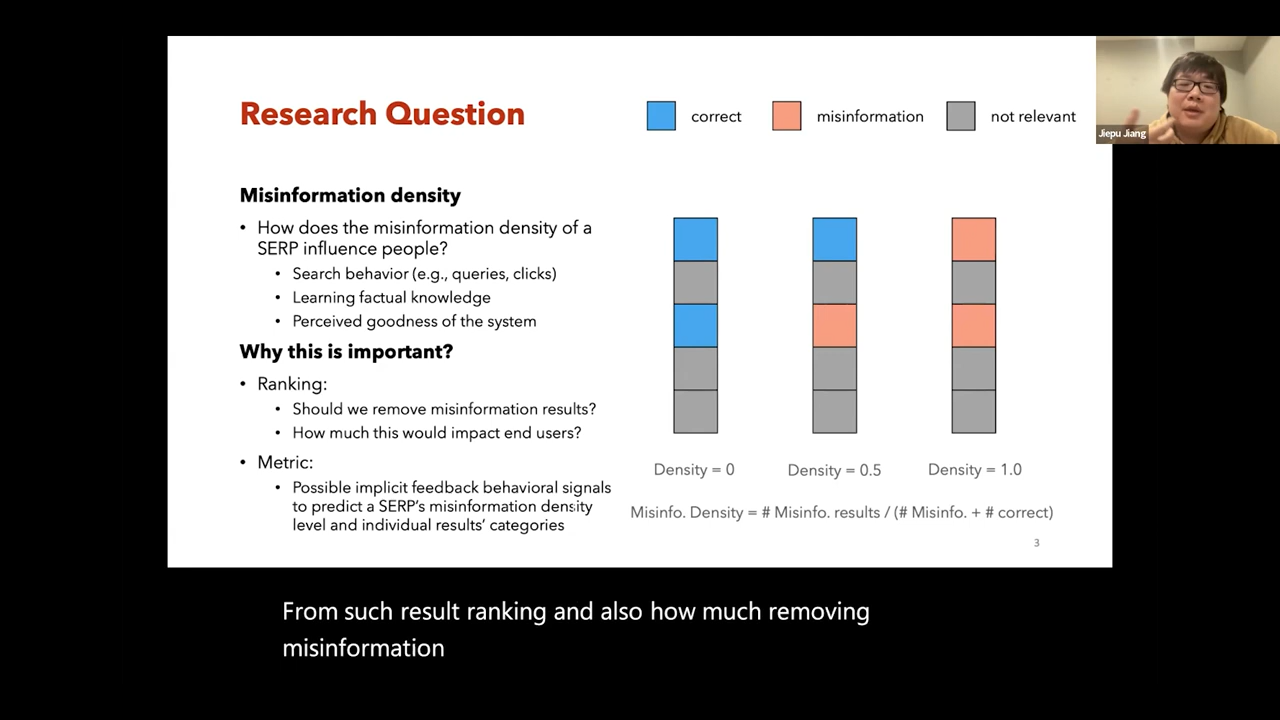 Research Question
correct
misinformation
not relevant
Jiepu Jiang
Misinformation density
• How does the misinformation density of a
SERP influence people?
• Search behavior (e.g., queries, clicks)
• Learning factual knowledge
• Perceived goodness of the system
Why this is important?
• Ranking:
• Should we remove misinformation results?
• How much this would impact end users?
• Metric:
• Possible implicit feedback behavioral signals
to predict a SERP's misinformation density
level and individual results' categories
Density = 0
Density = 0.5
Density = 1.0
Misinfo. Density = # Misinfo. results / (# Misinfo. + # correct)
3
From such result ranking and also how much removing
misinformation